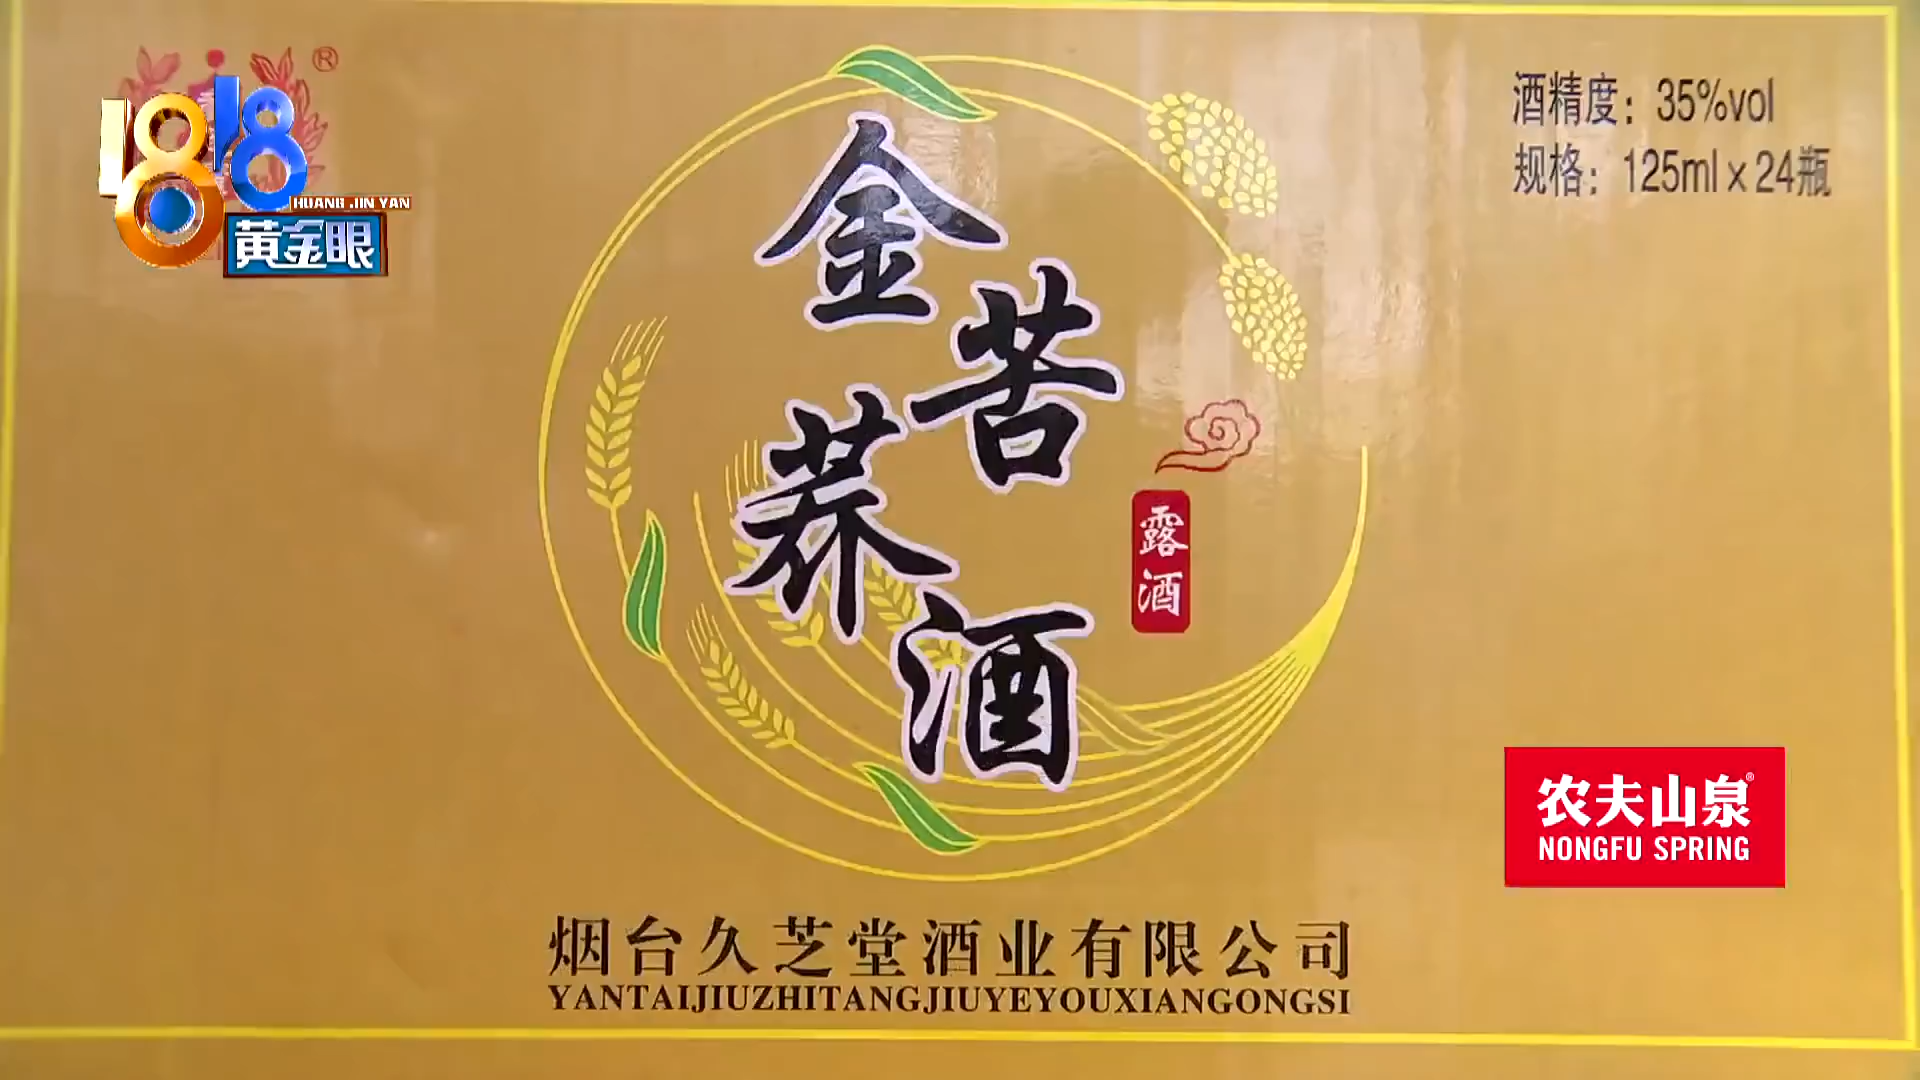 1818
HUANG JIN YAN
黄金眼
®
酒精度：35%vol
规格：125ml x 24瓶
金苦荞酒
露酒
农夫山泉®
NONGFU SPRING
烟台久芝堂酒业有限公司
YANTAIJIUZHITANGJIUYEYOUXIANGONGSI